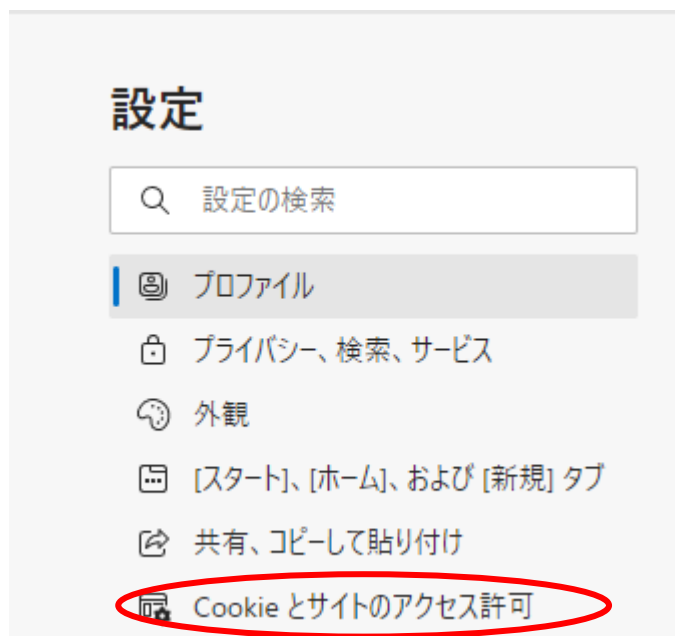 設定
設定の検索
プロファイル
プライバシー、検索、サービス
外観
[スタート]、[ホーム]、および [新規] タブ
共有、コピーして貼り付け
Cookie とサイトのアクセス許可